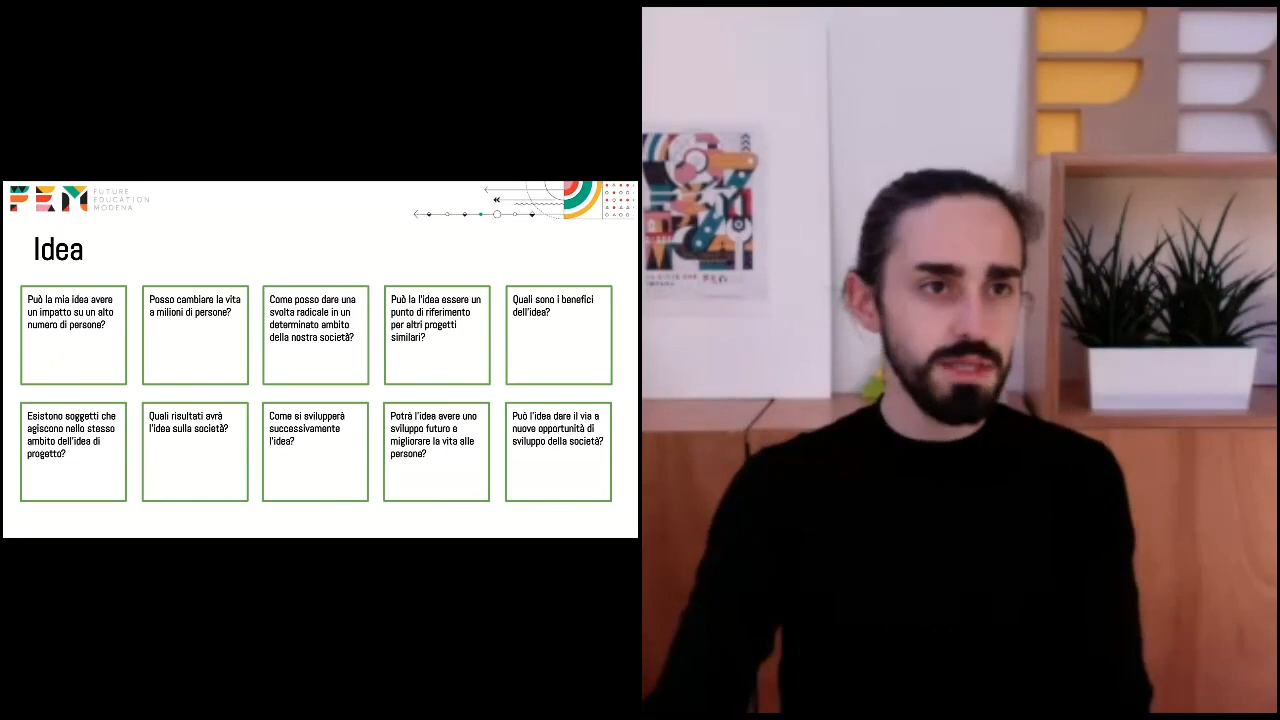 FEM
FUTURE
EDUCATION
MODENA
Idea
Può la mia idea avere
un impatto su un alto
numero di persone?
Posso cambiare la vita
a milioni di persone?
Come posso dare una
svolta radicale in un
determinato ambito
della nostra società?
Può la l'idea essere un
punto di riferimento
per altri progetti
similari?
Quali sono i benefici
dell'idea?
Esistono soggetti che
agiscono nello stesso
ambito dell'idea di
progetto?
Quali risultati avrà
l'idea sulla società?
Come si svilupperà
successivamente
l'idea?
Potrà l'idea avere uno
sviluppo futuro e
migliorare la vita alle
persone?
Può l'idea dare il via a
nuove opportunità di
sviluppo della società?